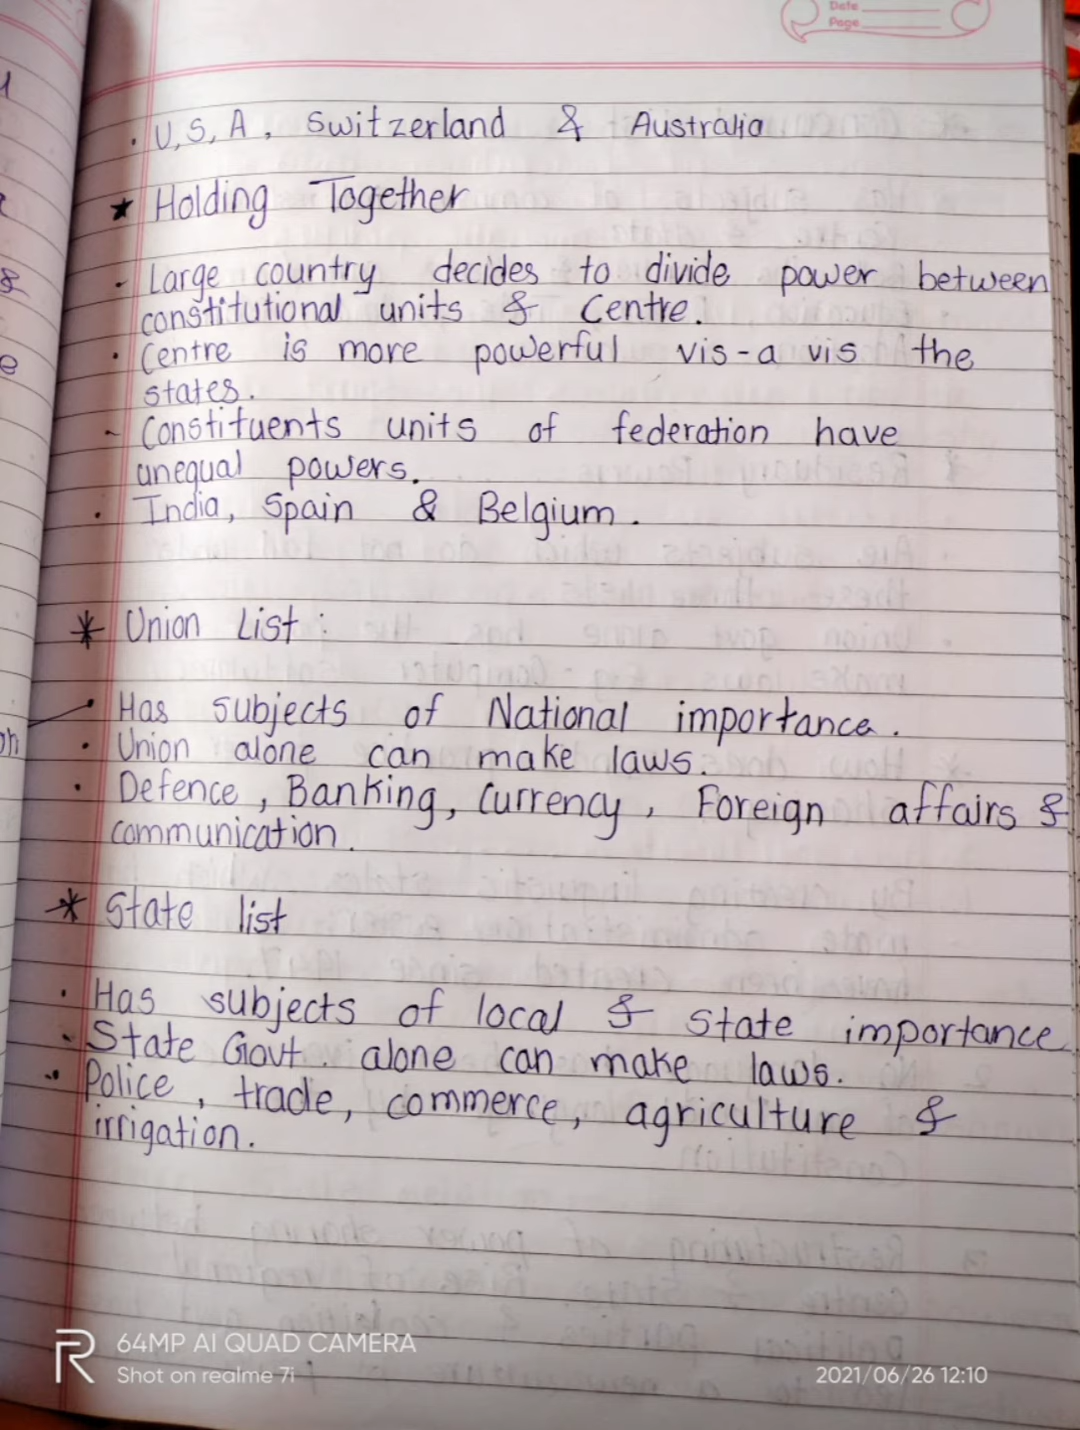 Date
Page
. U, S, A, Switzerland & Australia
★ Holding Together
- Large country decides to divide power between
constitutional units & Centre.
. Centre is more powerful vis-a vis the
states.
- Constituents units of federation have
unequal powers.
. India, Spain & Belgium.
* Union List :
. Has subjects of National importance.
. Union alone can make laws.
. Defence, Banking, Currency, Foreign affairs &
communication.
* State list
. Has subjects of local & State importance
. State Govt. alone can make laws.
. Police, trade, commerce, agriculture &
irrigation.
64MP AI QUAD CAMERA
Shot on realme 7i
2021/06/26 12:10